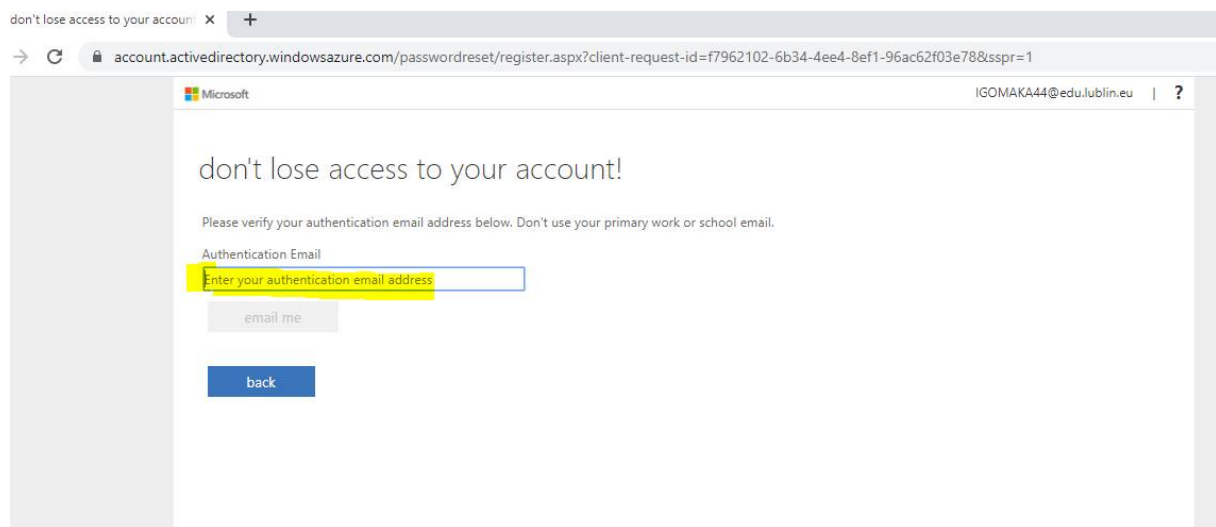 don't lose access to your accoun
account.activedirectory.windowsazure.com/passwordreset/register.aspx?client-request-id=f7962102-6b34-4ee4-8ef1-96ac62f03e78&sspr=1
Microsoft
IGOMAKA44@edu.lublin.eu | ?
don't lose access to your account!
Please verify your authentication email address below. Don't use your primary work or school email.
Authentication Email
Enter your authentication email address
email me
back